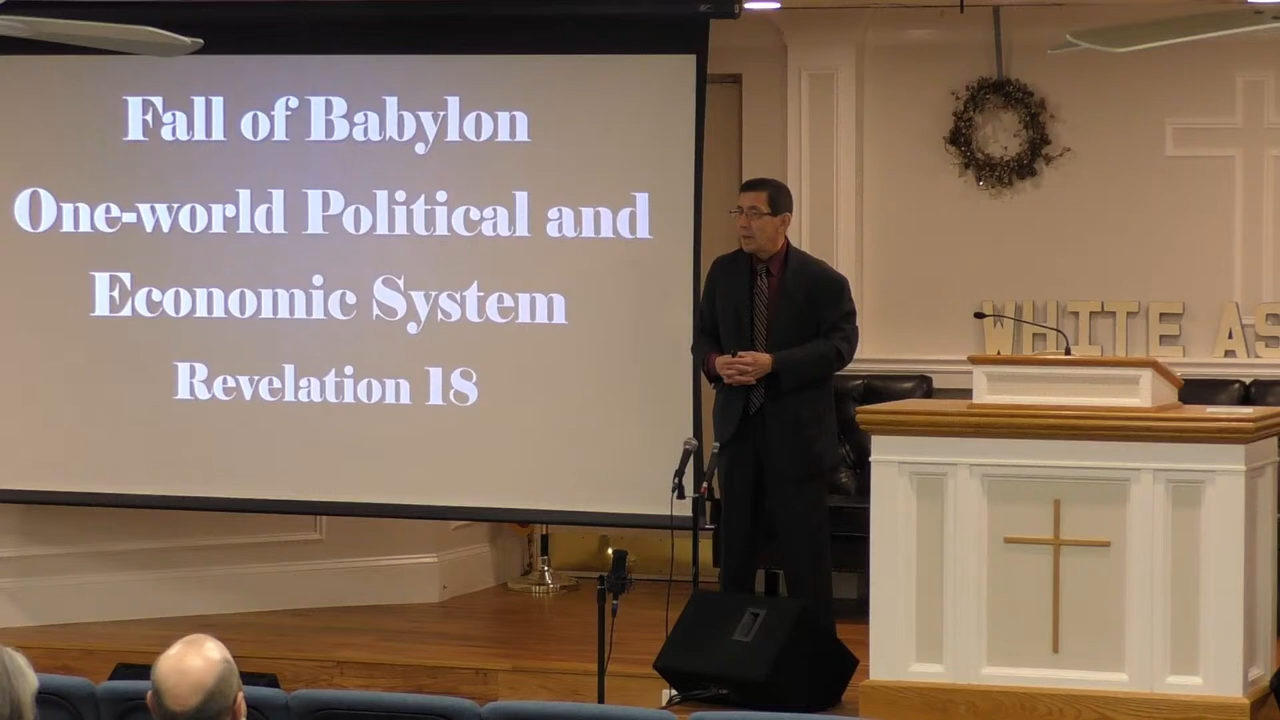 Fall of Babylon
One-world Political and
Economic System
Revelation 18
WHITE AS